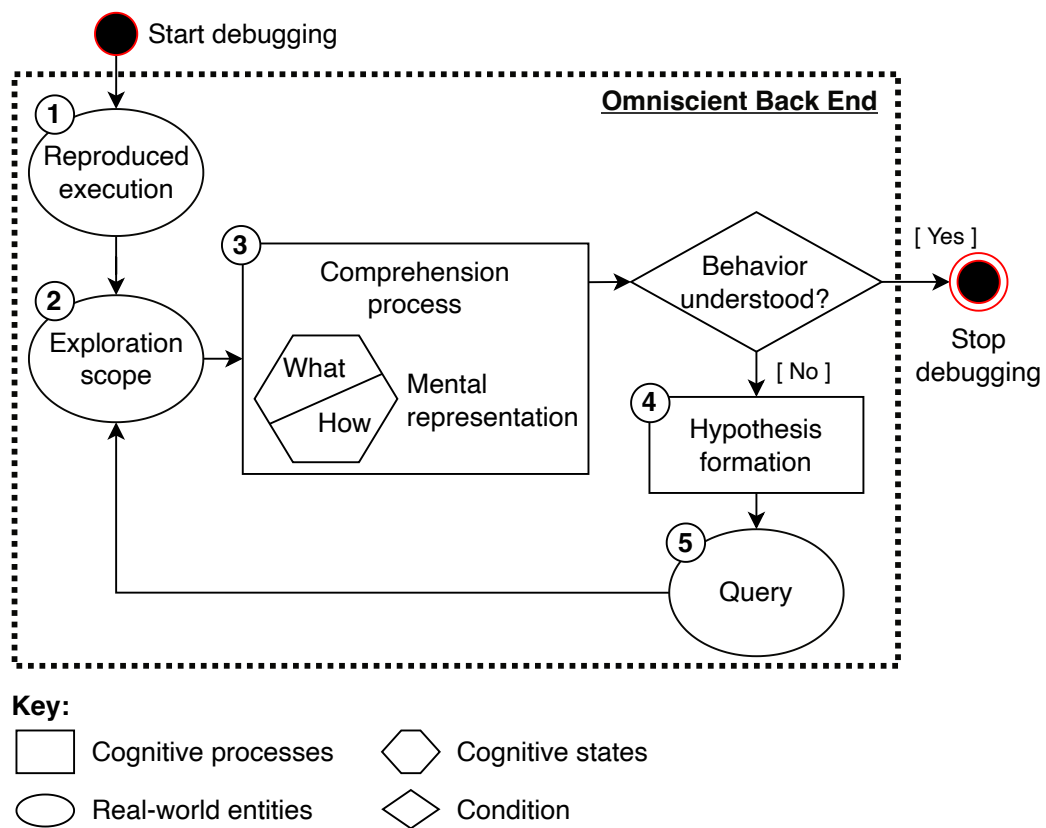 Start debugging
Omniscient Back End
1
Reproduced
execution
2
Exploration
scope
3
Comprehension
process
What
How
Mental
representation
Behavior
understood?
[ Yes ]
Stop
debugging
[ No ]
4
Hypothesis
formation
5
Query
Key:
Cognitive processes
Cognitive states
Real-world entities
Condition